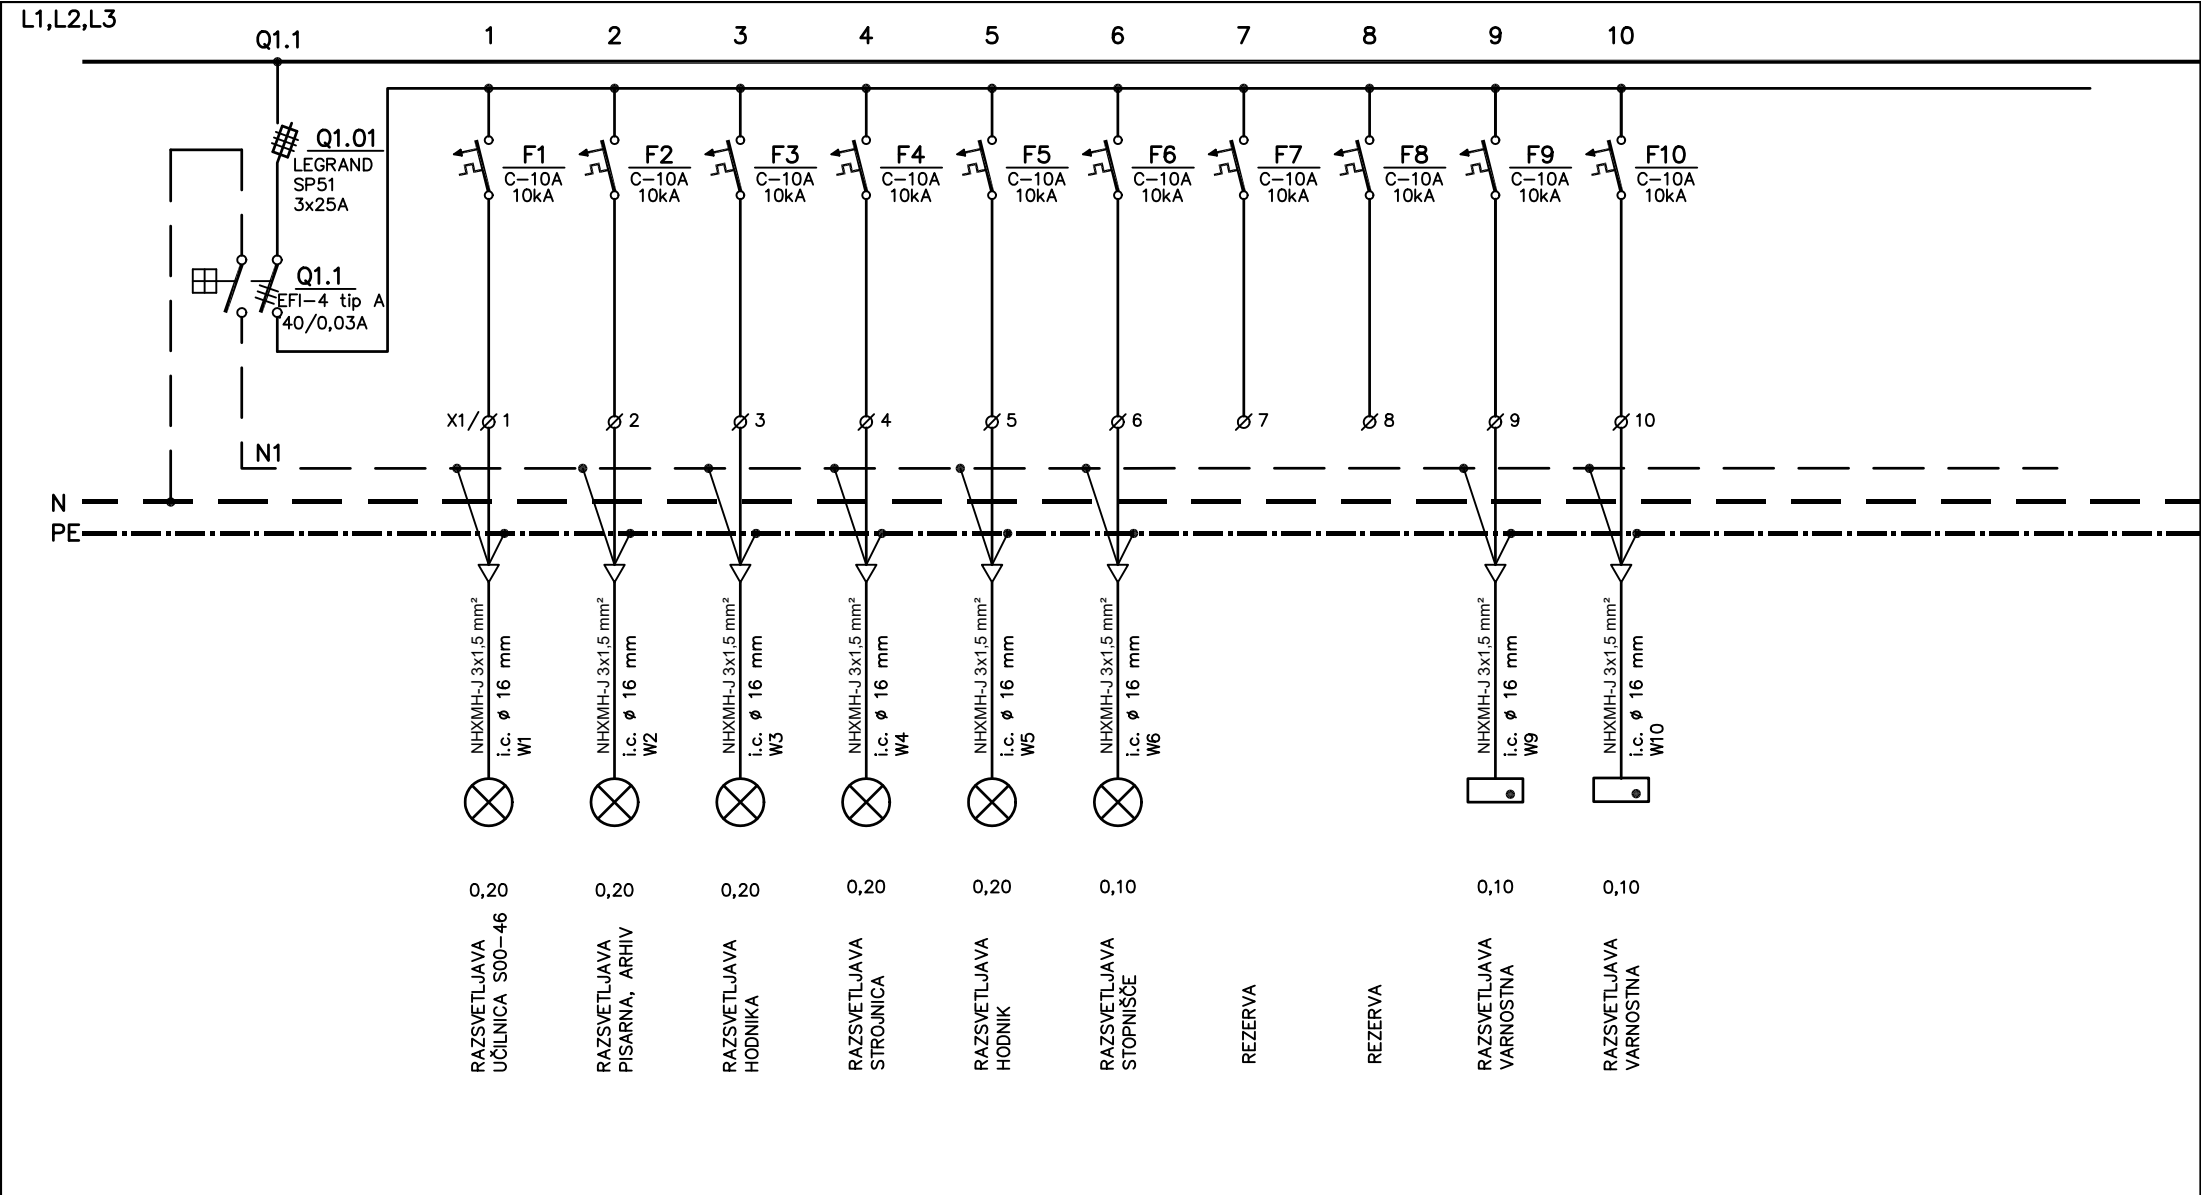 L1,L2,L3
Q1.1 1 2 3 4 5 6 7 8 9 10
Q1.01
LEGRAND
SP51
3x25A
Q1.1
EFI-4 tip A
40/0,03A
F1
C-10A
10kA
F2
C-10A
10kA
F3
C-10A
10kA
F4
C-10A
10kA
F5
C-10A
10kA
F6
C-10A
10kA
F7
C-10A
10kA
F8
C-10A
10kA
F9
C-10A
10kA
F10
C-10A
10kA
X1/ 1 2 3 4 5 6 7 8 9 10
N1
N
PE
NHXMH-J 3x1,5 mm²
i.c. ø 16 mm
W1
NHXMH-J 3x1,5 mm²
i.c. ø 16 mm
W2
NHXMH-J 3x1,5 mm²
i.c. ø 16 mm
W3
NHXMH-J 3x1,5 mm²
i.c. ø 16 mm
W4
NHXMH-J 3x1,5 mm²
i.c. ø 16 mm
W5
NHXMH-J 3x1,5 mm²
i.c. ø 16 mm
W6
NHXMH-J 3x1,5 mm²
i.c. ø 16 mm
W9
NHXMH-J 3x1,5 mm²
i.c. ø 16 mm
W10
0,20 0,20 0,20 0,20 0,20 0,10 0,10 0,10
RAZSVETLJAVA
UČILNICA S00-46
RAZSVETLJAVA
PISARNA, ARHIV
RAZSVETLJAVA
HODNIKA
RAZSVETLJAVA
STROJNICA
RAZSVETLJAVA
HODNIK
RAZSVETLJAVA
STOPNIŠČE
REZERVA
REZERVA
RAZSVETLJAVA
VARNOSTNA
RAZSVETLJAVA
VARNOSTNA